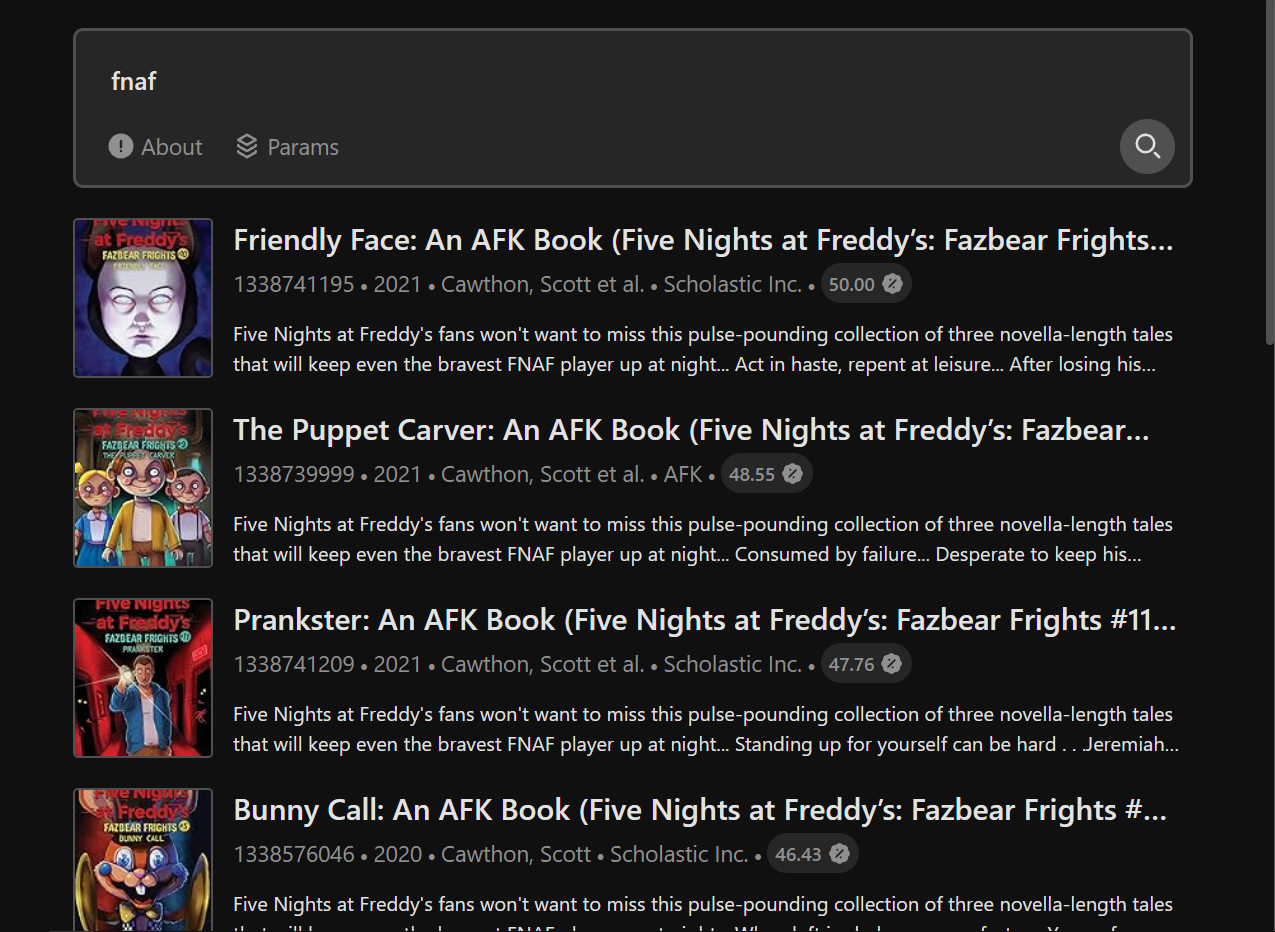 fnaf
About
Params
Five Nights
at Freddy's
FAZBEAR FRIGHTS
FRIENDLY FACE
Friendly Face: An AFK Book (Five Nights at Freddy’s: Fazbear Frights...
1338741195 • 2021 • Cawthon, Scott et al. • Scholastic Inc. • 50.00
Five Nights at Freddy's fans won't want to miss this pulse-pounding collection of three novella-length tales
that will keep even the bravest FNAF player up at night... Act in haste, repent at leisure... After losing his...
Five Nights
at Freddy's
FAZBEAR FRIGHTS
THE PUPPET CARVER
The Puppet Carver: An AFK Book (Five Nights at Freddy’s: Fazbear...
1338739999 • 2021 • Cawthon, Scott et al. • AFK • 48.55
Five Nights at Freddy's fans won't want to miss this pulse-pounding collection of three novella-length tales
that will keep even the bravest FNAF player up at night... Consumed by failure... Desperate to keep his...
Five Nights
at Freddy's
FAZBEAR FRIGHTS
PRANKSTER
Prankster: An AFK Book (Five Nights at Freddy’s: Fazbear Frights #11...
1338741209 • 2021 • Cawthon, Scott et al. • Scholastic Inc. • 47.76
Five Nights at Freddy's fans won't want to miss this pulse-pounding collection of three novella-length tales
that will keep even the bravest FNAF player up at night... Standing up for yourself can be hard . . .Jeremiah...
Five Nights
at Freddy's
FAZBEAR FRIGHTS #5
BUNNY CALL
Bunny Call: An AFK Book (Five Nights at Freddy’s: Fazbear Frights #...
1338576046 • 2020 • Cawthon, Scott • Scholastic Inc. • 46.43
Five Nights at Freddy's fans won't want to miss this pulse-pounding collection of three novella-length tales